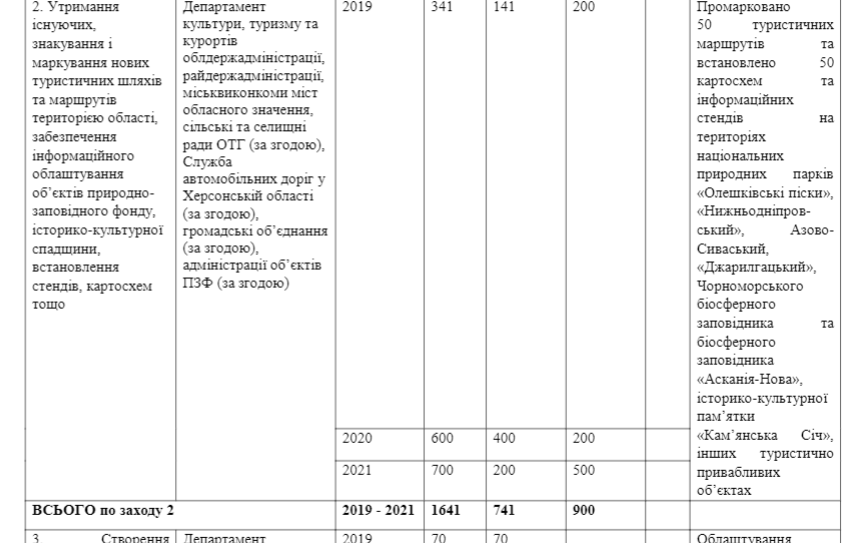 2. Утримання
існуючих,
знакування і
маркування нових
туристичних шляхів
та маршрутів
територією області,
забезпечення
інформаційного
облаштування
об’єктів природно-
заповідного фонду,
історико-культурної
спадщини,
встановлення
стендів, картосхем
тощо
Департамент
культури, туризму та
курортів
облдержадміністрації,
райдержадміністрації,
міськвиконкоми міст
обласного значення,
сільські та селищні
ради ОТГ (за згодою),
Служба
автомобільних доріг у
Херсонській області
(за згодою),
громадські об’єднання
(за згодою),
адміністрації об’єктів
ПЗФ (за згодою)
2019 341 141 200
2020 600 400 200
2021 700 200 500
Промарковано
50 туристичних
маршрутів та
встановлено 50
картосхем та
інформаційних
стендів на
територіях
національних
природних парків
«Олешківські піски»,
«Нижньодніпров-
ський», Азово-
Сиваський,
«Джарилгацький»,
Чорноморського
біосферного
заповідника та
біосферного
заповідника
«Асканія-Нова»,
історико-культурної
пам’ятки
«Кам’янська Січ»,
інших туристично
привабливих
об’єктах
ВСЬОГО по заходу 2 2019 - 2021 1641 741 900
3. Створення Департамент 2019 70 70 Облаштування